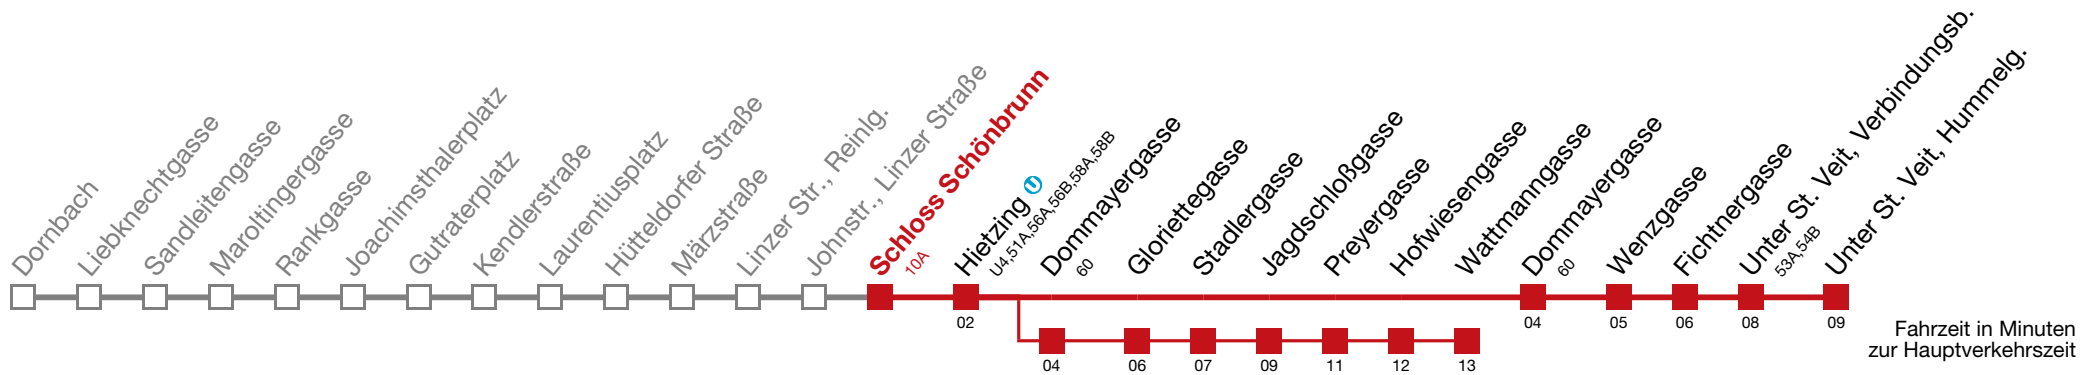 Dornbach
Liebknechtgasse
Sandleitengasse
Maroltingergasse
Rankgasse
Joachimsthalerplatz
Gutraterplatz
Kendlerstraße
Laurentiusplatz
Hütteldorfer Straße
Märzstraße
Linzer Str., Reinlg.
Johnstr., Linzer Straße
Schloss Schönbrunn
10A
Hietzing U
U4,51A,56A,56B,58A,58B
Dommayergasse
60
Gloriettegasse
Stadlergasse
Jagdschloßgasse
Preyergasse
Hofwiesengasse
Wattmanngasse
Dommayergasse
60
Wenzgasse
Fichtnergasse
Unter St. Veit, Verbindungsb.
53A,54B
Unter St. Veit, Hummelg.
02
04
05
06
08
09
04
06
07
09
11
12
13
Fahrzeit in Minuten
zur Hauptverkehrszeit